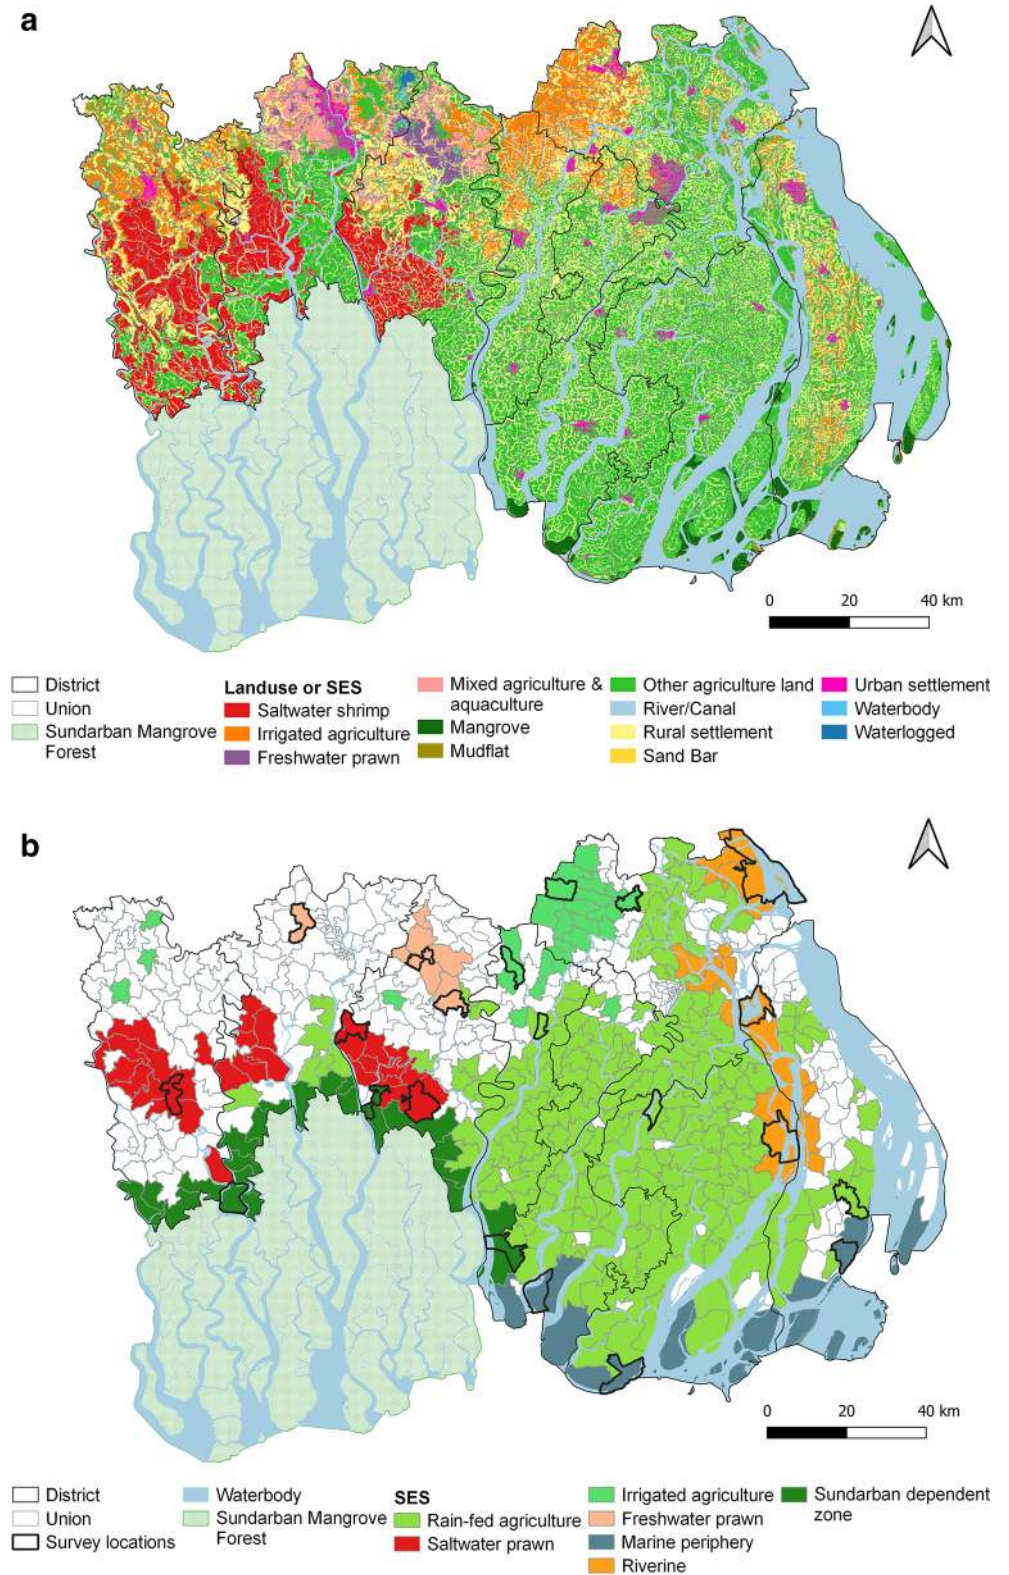 a
0 20 40 km
District
Union
Sundarban Mangrove
Forest
Landuse or SES
Saltwater shrimp
Irrigated agriculture
Freshwater prawn
Mixed agriculture &
aquaculture
Mangrove
Mudflat
Other agriculture land
River/Canal
Rural settlement
Sand Bar
Urban settlement
Waterbody
Waterlogged
b
0 20 40 km
District
Union
Survey locations
Waterbody
Sundarban Mangrove
Forest
SES
Rain-fed agriculture
Saltwater prawn
Irrigated agriculture
Freshwater prawn
Marine periphery
Riverine
Sundarban dependent
zone